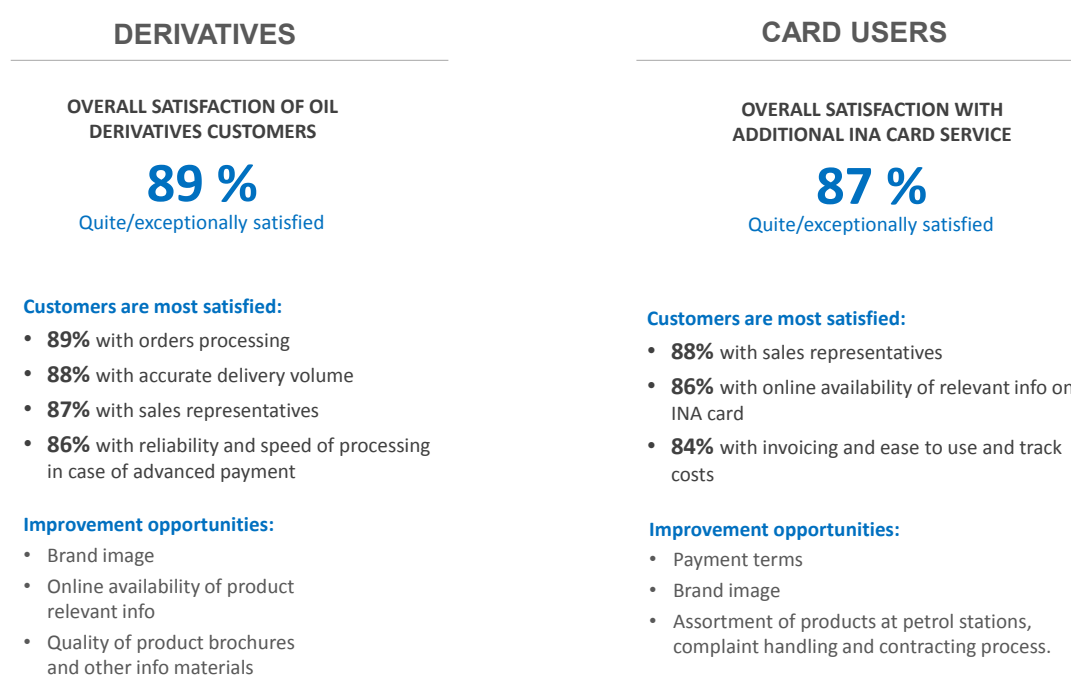 DERIVATIVES
OVERALL SATISFACTION OF OIL
DERIVATIVES CUSTOMERS
89 %
Quite/exceptionally satisfied
Customers are most satisfied:
• 89% with orders processing
• 88% with accurate delivery volume
• 87% with sales representatives
• 86% with reliability and speed of processing
in case of advanced payment
Improvement opportunities:
• Brand image
• Online availability of product
relevant info
• Quality of product brochures
and other info materials
CARD USERS
OVERALL SATISFACTION WITH
ADDITIONAL INA CARD SERVICE
87 %
Quite/exceptionally satisfied
Customers are most satisfied:
• 88% with sales representatives
• 86% with online availability of relevant info on
INA card
• 84% with invoicing and ease to use and track
costs
Improvement opportunities:
• Payment terms
• Brand image
• Assortment of products at petrol stations,
complaint handling and contracting process.